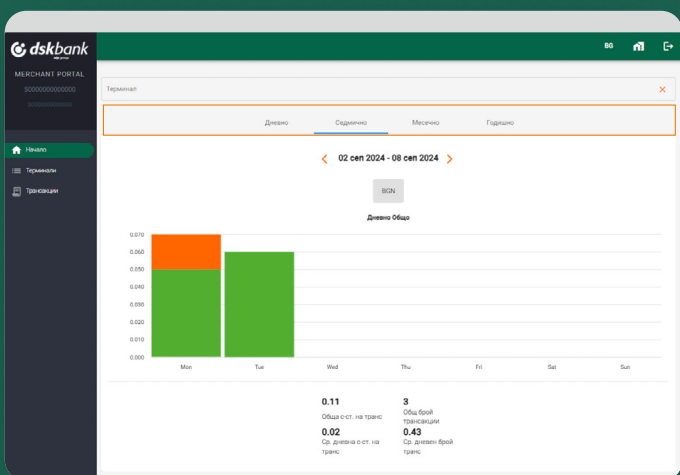 dskbank
MERCHANT PORTAL
S0000000000000
BG
Терминал
Дневно Седмично Месечно Годишно
Начало
Терминали
Трансакции
02 сеп 2024 - 08 сеп 2024
BGN
Дневно Общо
0.070
0.060
0.050
0.040
0.030
0.020
0.010
0.000
Mon Tue Wed Thu Fri Sat Sun
0.11 3
Обща с-ст. на транс Общ брой
трансакции
0.02 0.43
Ср. дневна с-ст. на Ср. дневен брой
транс транс